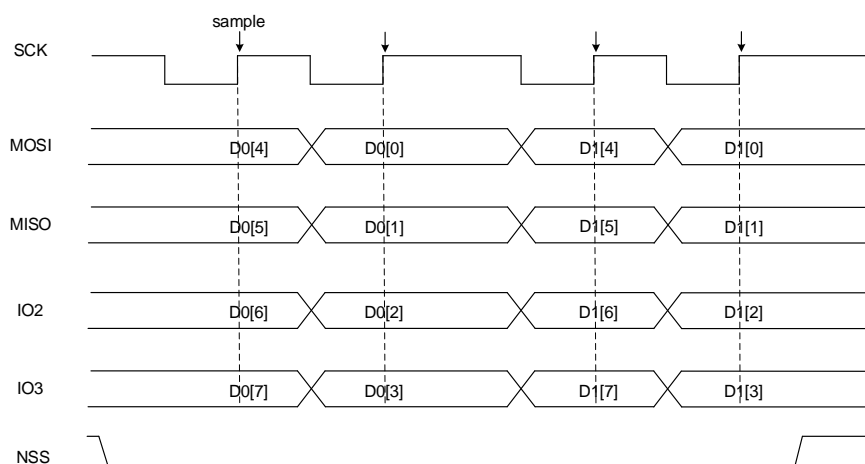 sample
SCK
MOSI D0[4] D0[0] D1[4] D1[0]
MISO D0[5] D0[1] D1[5] D1[1]
IO2 D0[6] D0[2] D1[6] D1[2]
IO3 D0[7] D0[3] D1[7] D1[3]
NSS